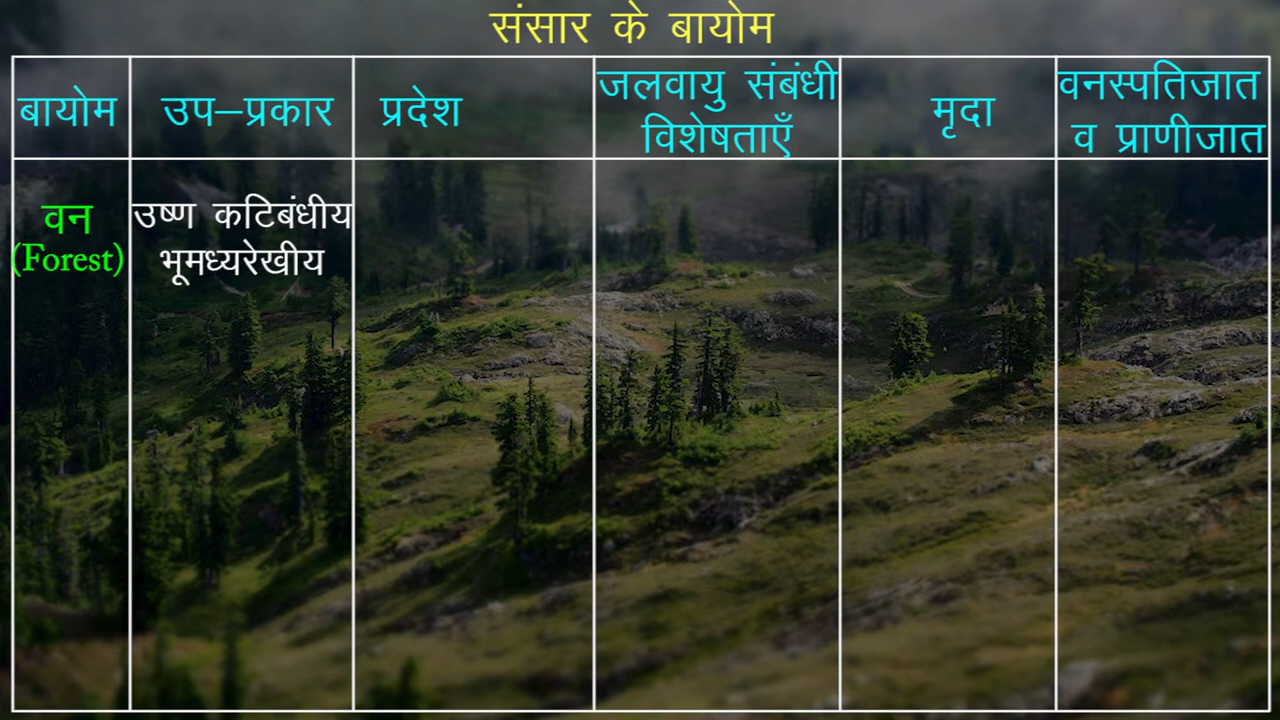 संसार के बायोम
बायोम
उप–प्रकार
प्रदेश
जलवायु संबंधी
विशेषताएँ
मृदा
वनस्पतिजात
व प्राणीजात
वन
(Forest)
उष्ण कटिबंधीय
भूमध्यरेखीय